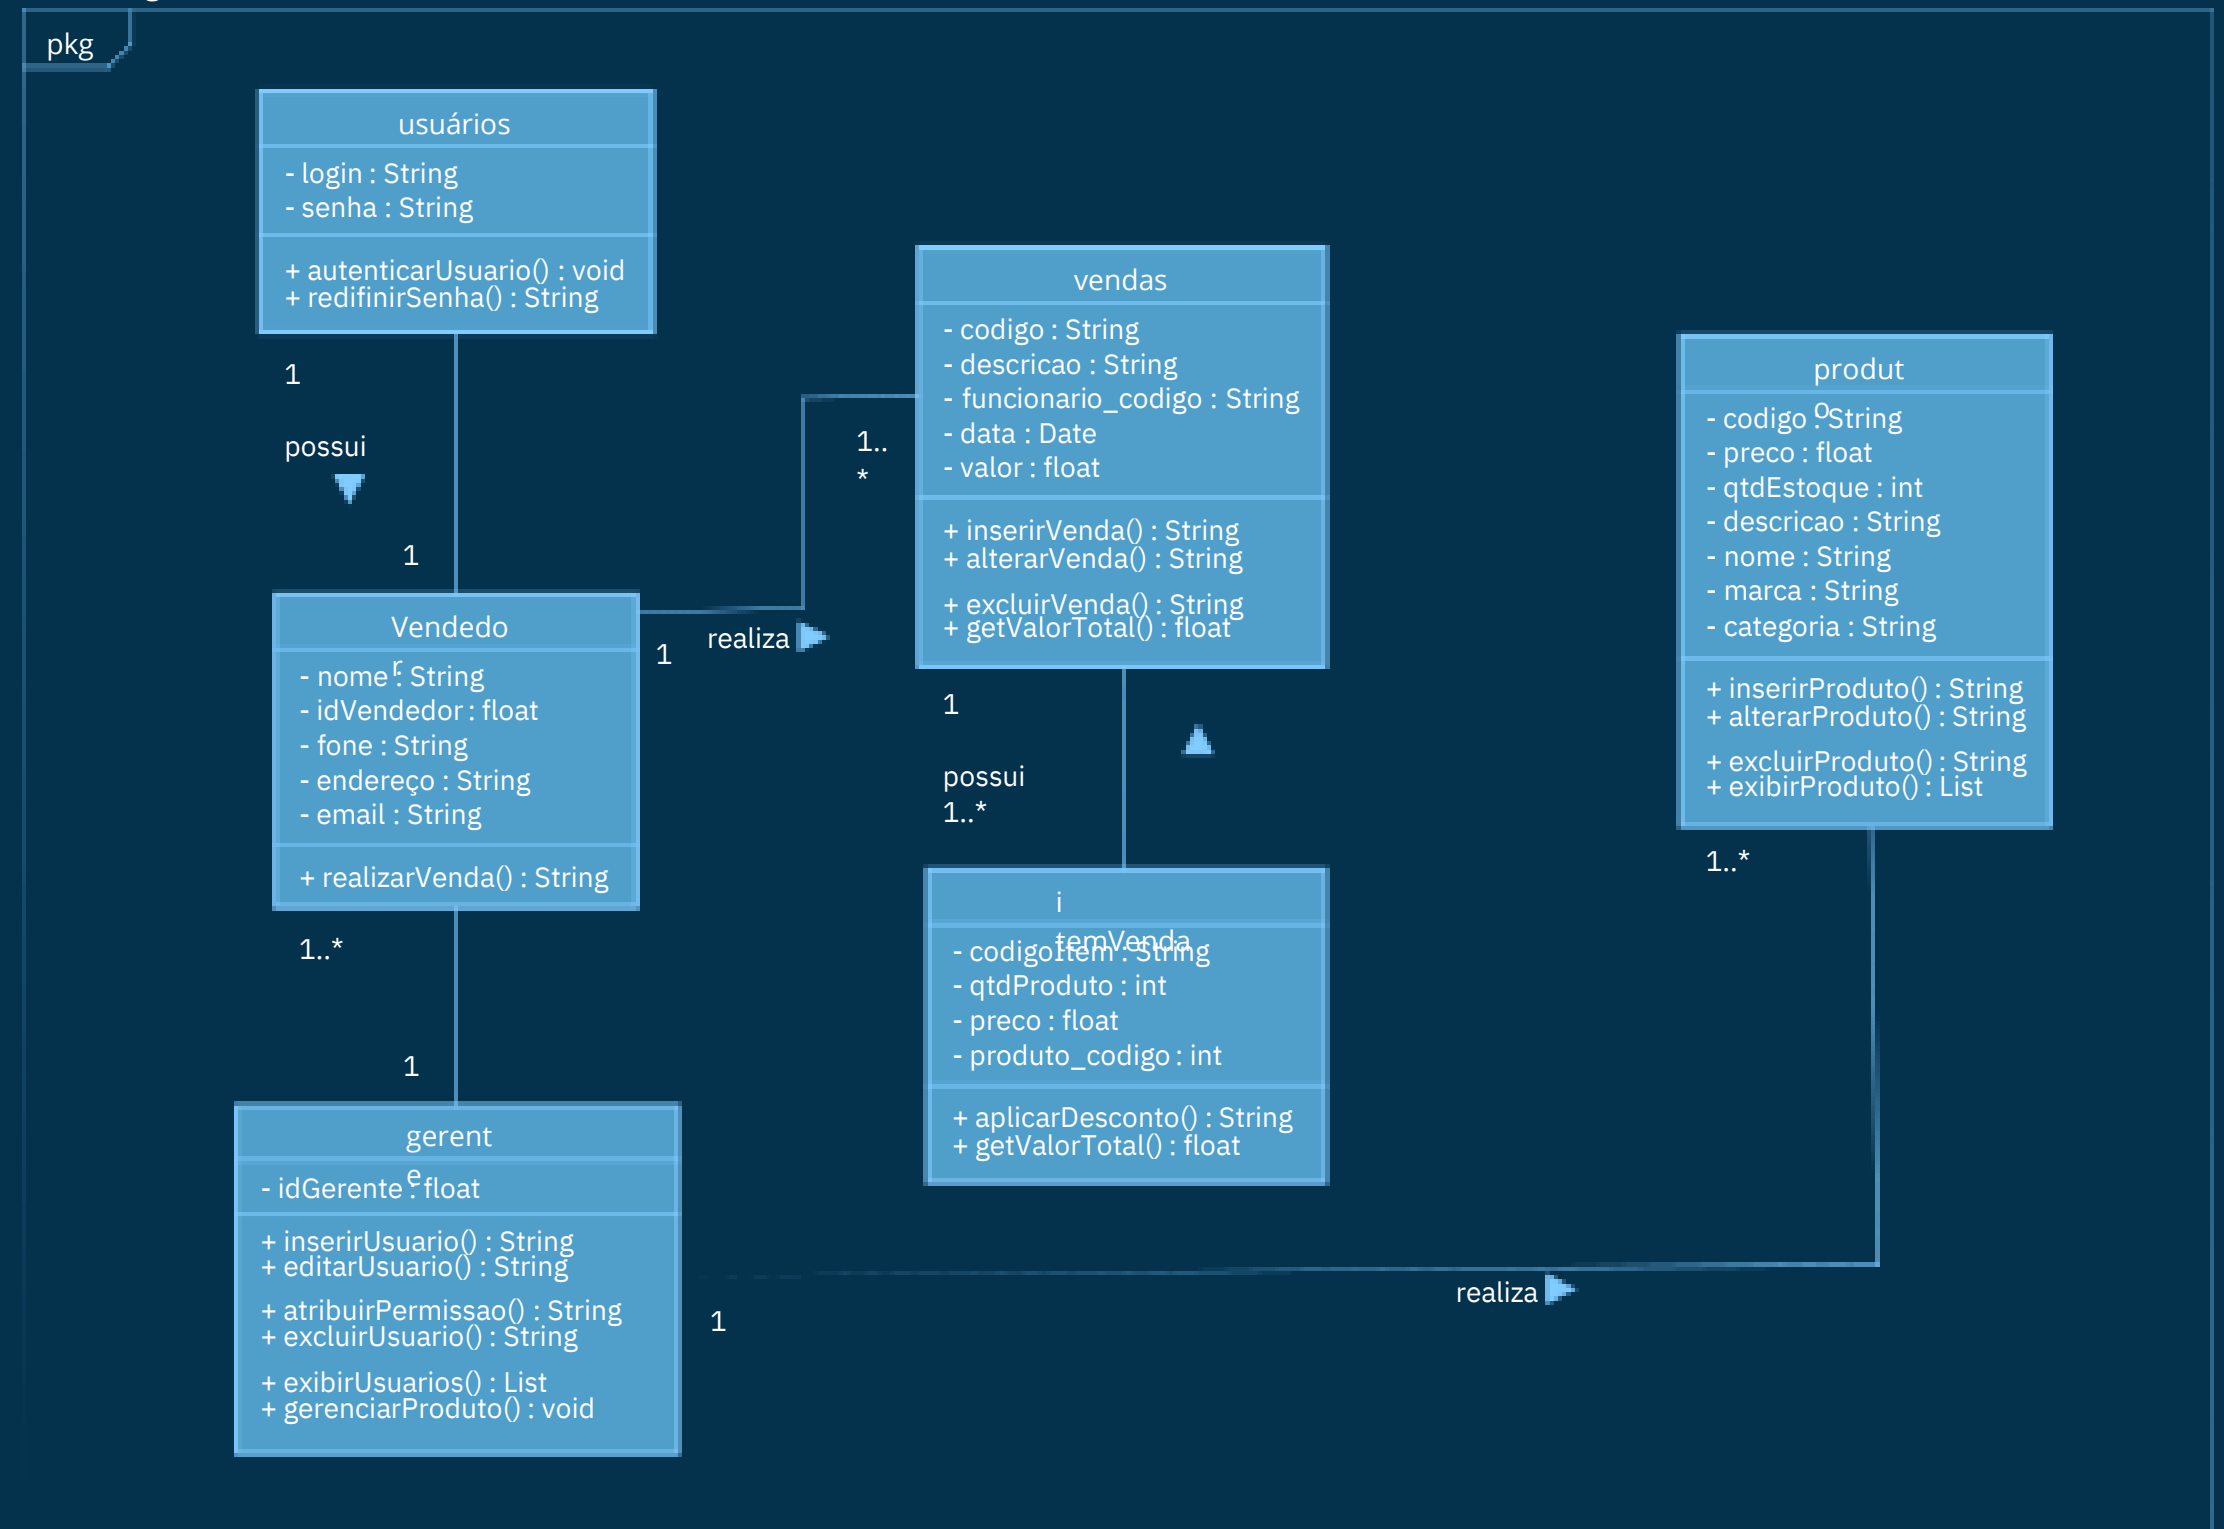 pkg
usuários
- login : String
- senha : String
+ autenticarUsuario() : void
+ redifinirSenha() : String
1
possui
1
Vendedo
r
- nome : String
- idVendedor : float
- fone : String
- endereço : String
- email : String
+ realizarVenda() : String
1
realiza
1..
*
vendas
- codigo : String
- descricao : String
- funcionario_codigo : String
- data : Date
- valor : float
+ inserirVenda() : String
+ alterarVenda() : String
+ excluirVenda() : String
+ getValorTotal() : float
1
possui
1..*
i
temVenda
- codigoItem : String
- qtdProduto : int
- preco : float
- produto_codigo : int
+ aplicarDesconto() : String
+ getValorTotal() : float
produt
o
- codigo : String
- preco : float
- qtdEstoque : int
- descricao : String
- nome : String
- marca : String
- categoria : String
+ inserirProduto() : String
+ alterarProduto() : String
+ excluirProduto() : String
+ exibirProduto() : List
1..*
1..*
1
gerent
e
- idGerente : float
+ inserirUsuario() : String
+ editarUsuario() : String
+ atribuirPermissao() : String
+ excluirUsuario() : String
+ exibirUsuarios() : List
+ gerenciarProduto() : void
1
realiza